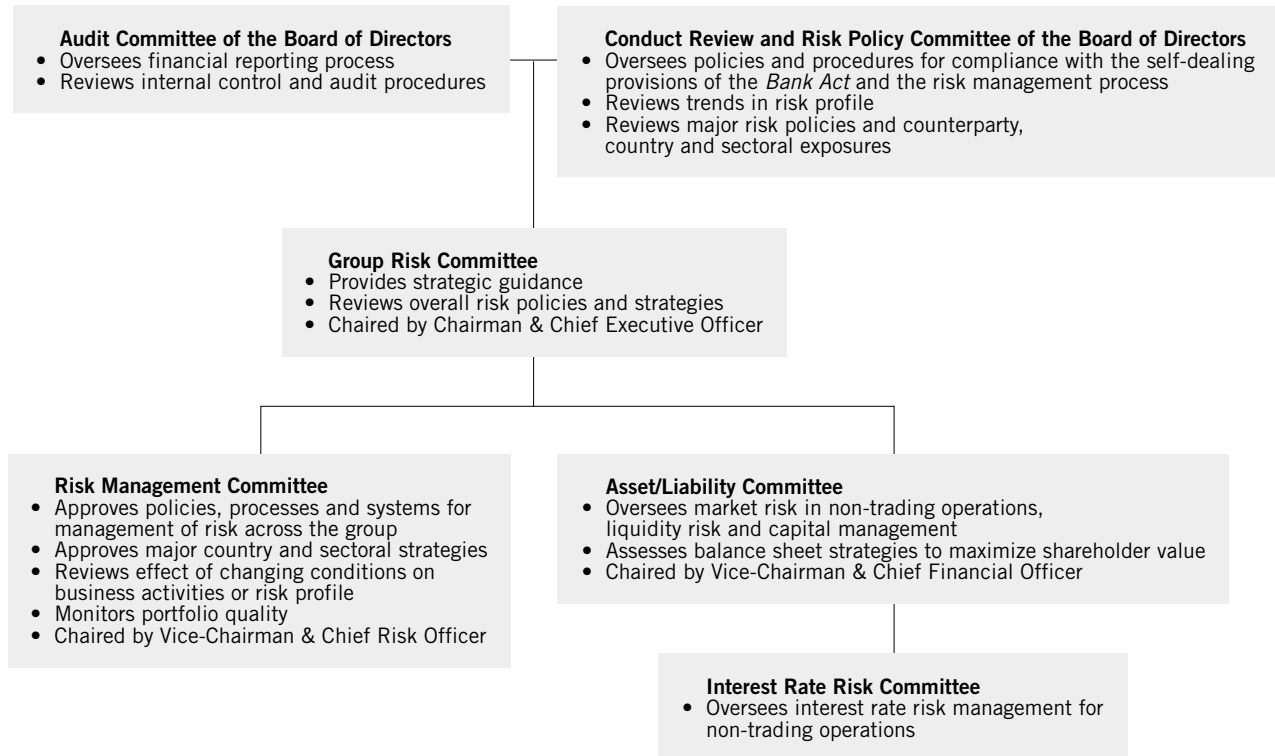 Audit Committee of the Board of Directors
• Oversees financial reporting process
• Reviews internal control and audit procedures
Conduct Review and Risk Policy Committee of the Board of Directors
• Oversees policies and procedures for compliance with the self-dealing
provisions of the Bank Act and the risk management process
• Reviews trends in risk profile
• Reviews major risk policies and counterparty,
country and sectoral exposures
Group Risk Committee
• Provides strategic guidance
• Reviews overall risk policies and strategies
• Chaired by Chairman & Chief Executive Officer
Risk Management Committee
• Approves policies, processes and systems for
management of risk across the group
• Approves major country and sectoral strategies
• Reviews effect of changing conditions on
business activities or risk profile
• Monitors portfolio quality
• Chaired by Vice-Chairman & Chief Risk Officer
Asset/Liability Committee
• Oversees market risk in non-trading operations,
liquidity risk and capital management
• Assesses balance sheet strategies to maximize shareholder value
• Chaired by Vice-Chairman & Chief Financial Officer
Interest Rate Risk Committee
• Oversees interest rate risk management for
non-trading operations